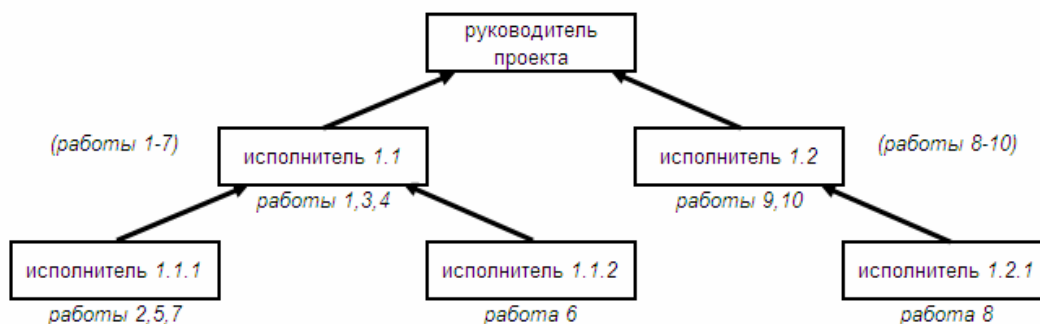 руководитель
проекта
(работы 1-7)
исполнитель 1.1
исполнитель 1.2
(работы 8-10)
работы 1,3,4
работы 9,10
исполнитель 1.1.1
исполнитель 1.1.2
исполнитель 1.2.1
работы 2,5,7
работа 6
работа 8